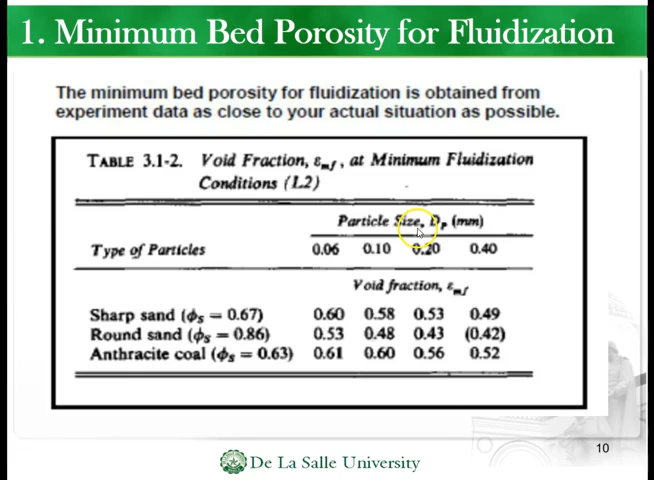 1. Minimum Bed Porosity for Fluidization
The minimum bed porosity for fluidization is obtained from
experiment data as close to your actual situation as possible.
TABLE 3.1-2. Void Fraction, εmf, at Minimum Fluidization
Conditions (L2)
Particle Size, Dp (mm)
Type of Particles 0.06 0.10 0.20 0.40
Void fraction, εmf
Sharp sand (ϕS = 0.67) 0.60 0.58 0.53 0.49
Round sand (ϕS = 0.86) 0.53 0.48 0.43 (0.42)
Anthracite coal (ϕS = 0.63) 0.61 0.60 0.56 0.52
10
De La Salle University